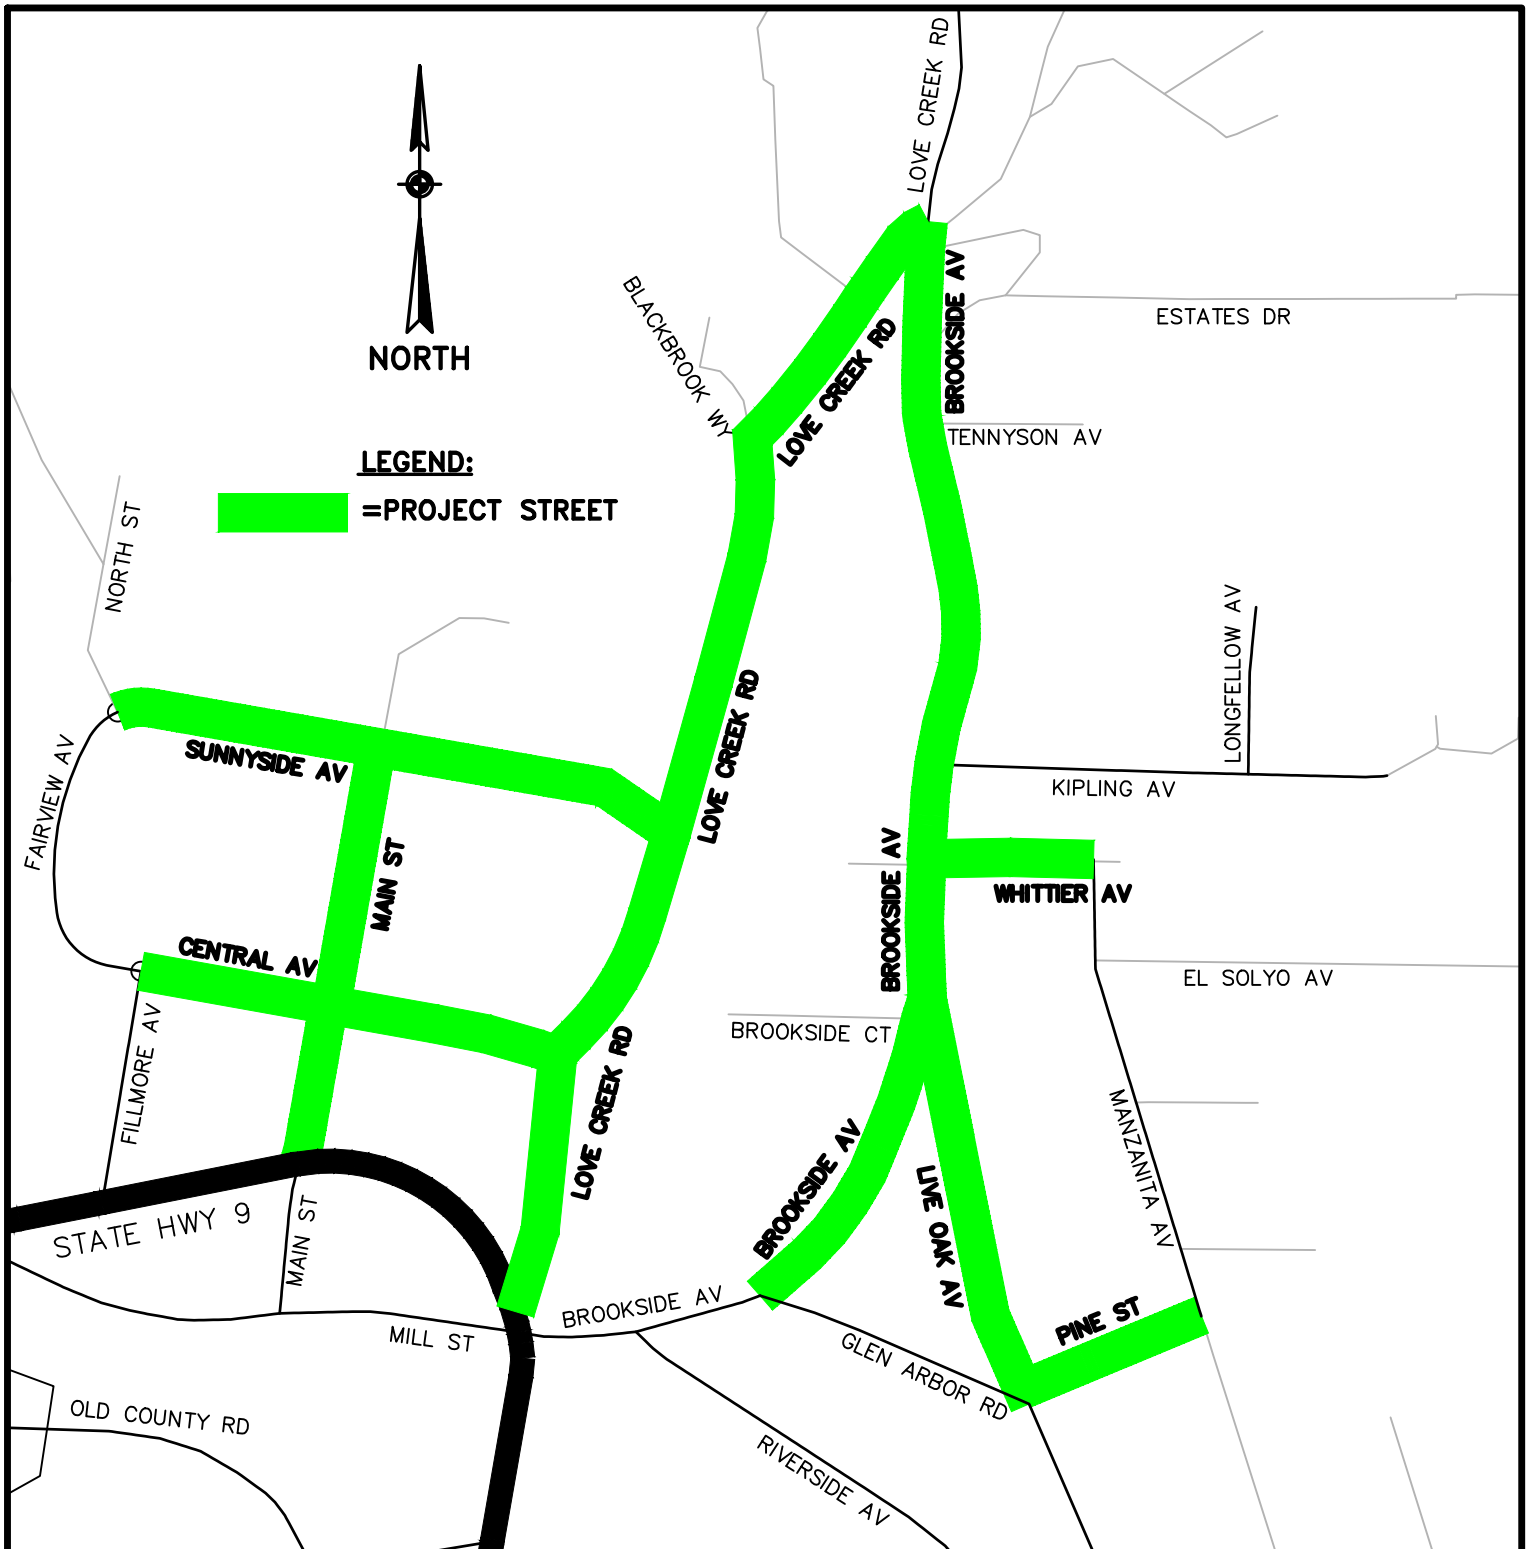 LOVE CREEK RD
NORTH
BLACKBROOK WY
LOVE CREEK RD
BROOKSIDE AV
ESTATES DR
TENNYSON AV
LEGEND:
=PROJECT STREET
NORTH ST
LONGFELLOW AV
KIPLING AV
SUNNYSIDE AV
FAIRVIEW AV
LOVE CREEK RD
MAIN ST
BROOKSIDE AV
WHITTIER AV
CENTRAL AV
EL SOLYO AV
FILLMORE AV
BROOKSIDE CT
LOVE CREEK RD
MANZANITA AV
BROOKSIDE AV
LIVE OAK AV
STATE HWY 9
MAIN ST
BROOKSIDE AV
PINE ST
MILL ST
GLEN ARBOR RD
OLD COUNTY RD
RIVERSIDE AV